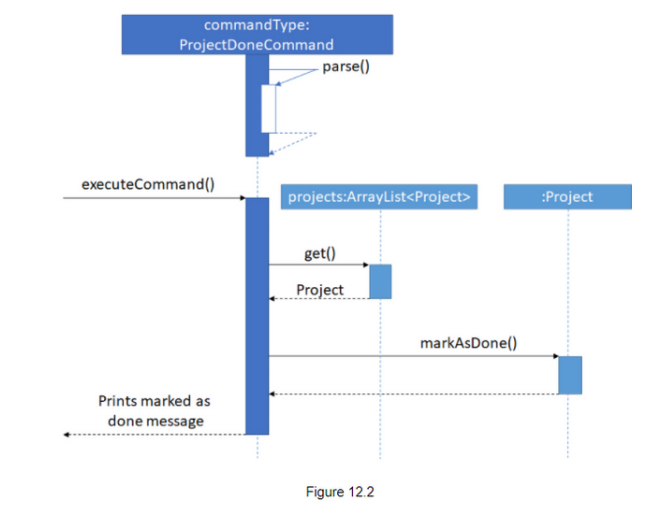 commandType:
ProjectDoneCommand
parse()
executeCommand()
projects:ArrayList<Project>
:Project
get()
Project
markAsDone()
Prints marked as
done message
Figure 12.2